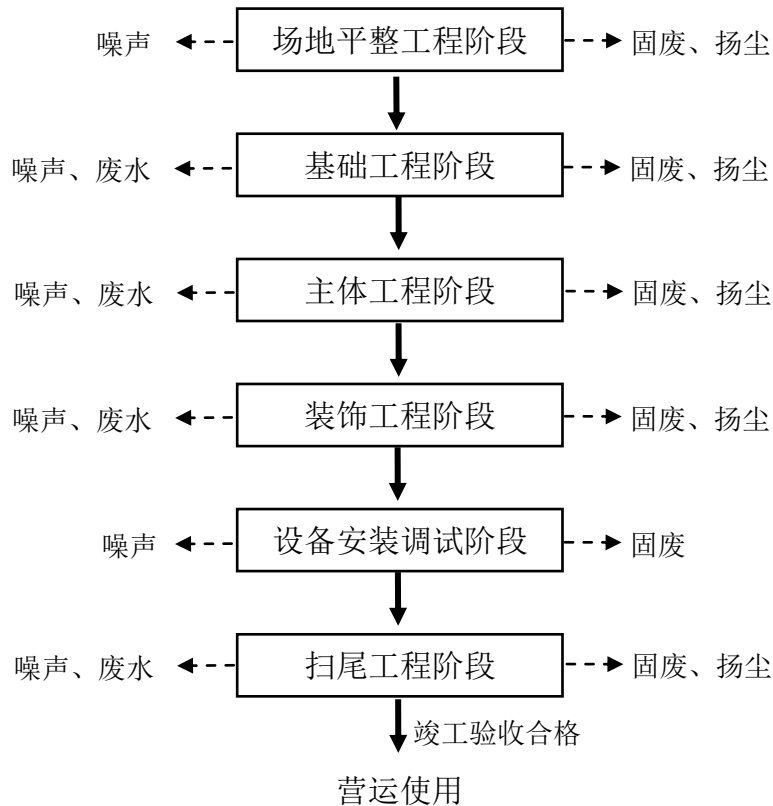 噪声 场地平整工程阶段 固废、扬尘
噪声、废水 基础工程阶段 固废、扬尘
噪声、废水 主体工程阶段 固废、扬尘
噪声、废水 装饰工程阶段 固废、扬尘
噪声 设备安装调试阶段 固废
噪声、废水 扫尾工程阶段 固废、扬尘
竣工验收合格
营运使用